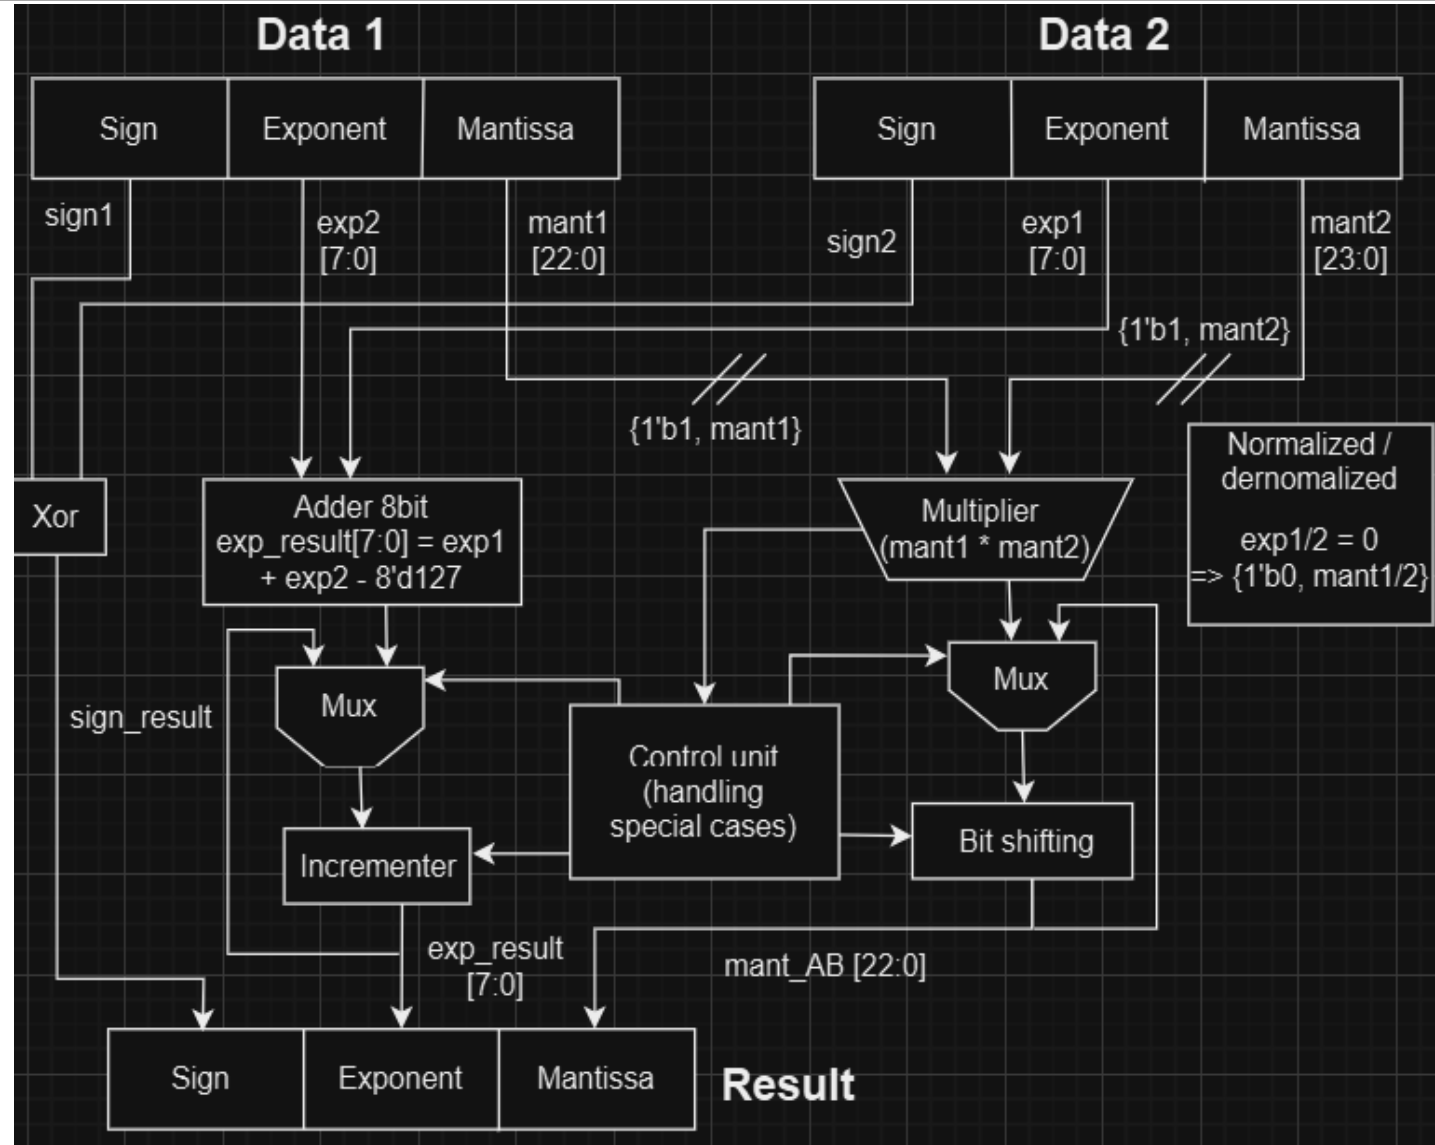 Data 1
Data 2
Sign
Exponent
Mantissa
Sign
Exponent
Mantissa
sign1
exp2
[7:0]
mant1
[22:0]
sign2
exp1
[7:0]
mant2
[23:0]
{1'b1, mant2}
{1'b1, mant1}
Normalized /
dernomalized
exp1/2 = 0
=> {1'b0, mant1/2}
Xor
Adder 8bit
exp_result[7:0] = exp1
+ exp2 - 8'd127
Multiplier
(mant1 * mant2)
Mux
Mux
sign_result
Control unit
(handling
special cases)
Incrementer
Bit shifting
exp_result
[7:0]
mant_AB [22:0]
Sign
Exponent
Mantissa
Result